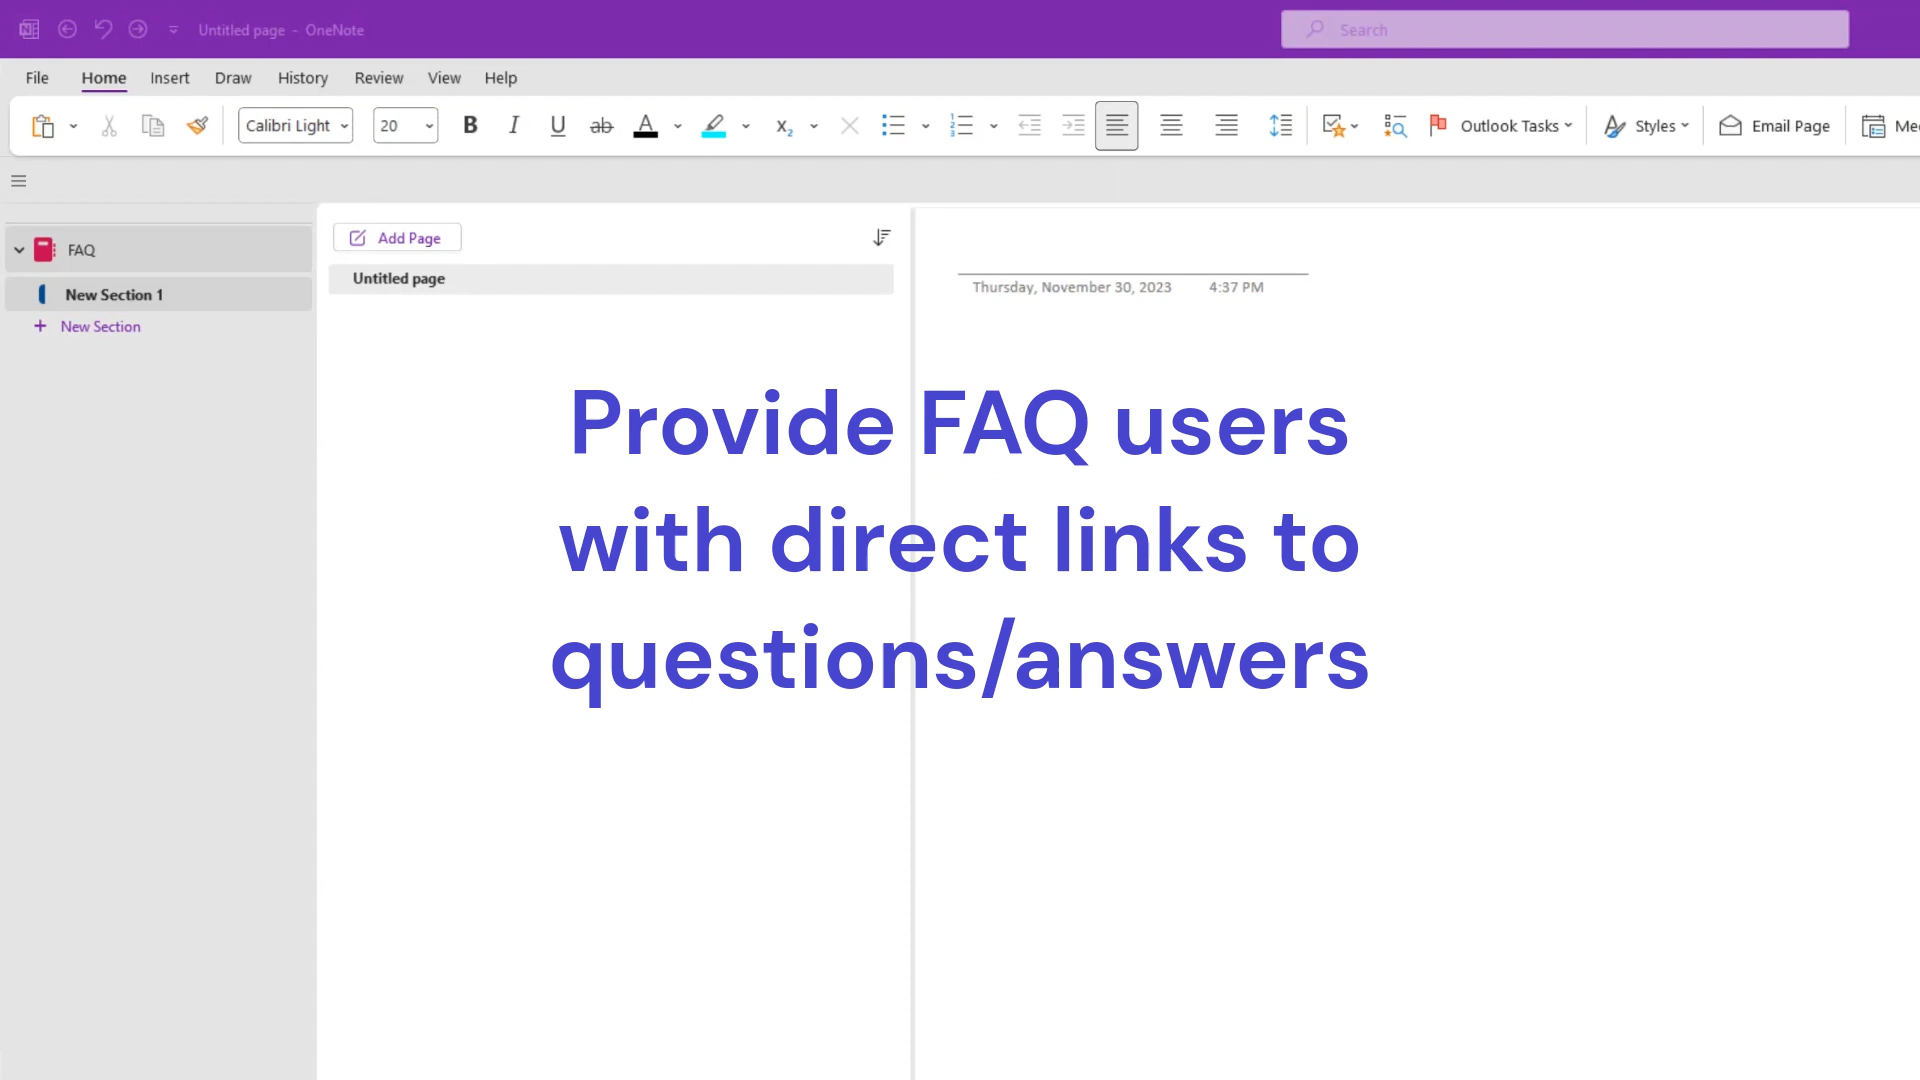 Untitled page - OneNote
Search
File Home Insert Draw History Review View Help
Calibri Light 20 B I U ab A x₂ Outlook Tasks Styles Email Page
Add Page
FAQ
Untitled page
New Section 1
New Section
Thursday, November 30, 2023 4:37 PM
Provide FAQ users
with direct links to
questions/answers